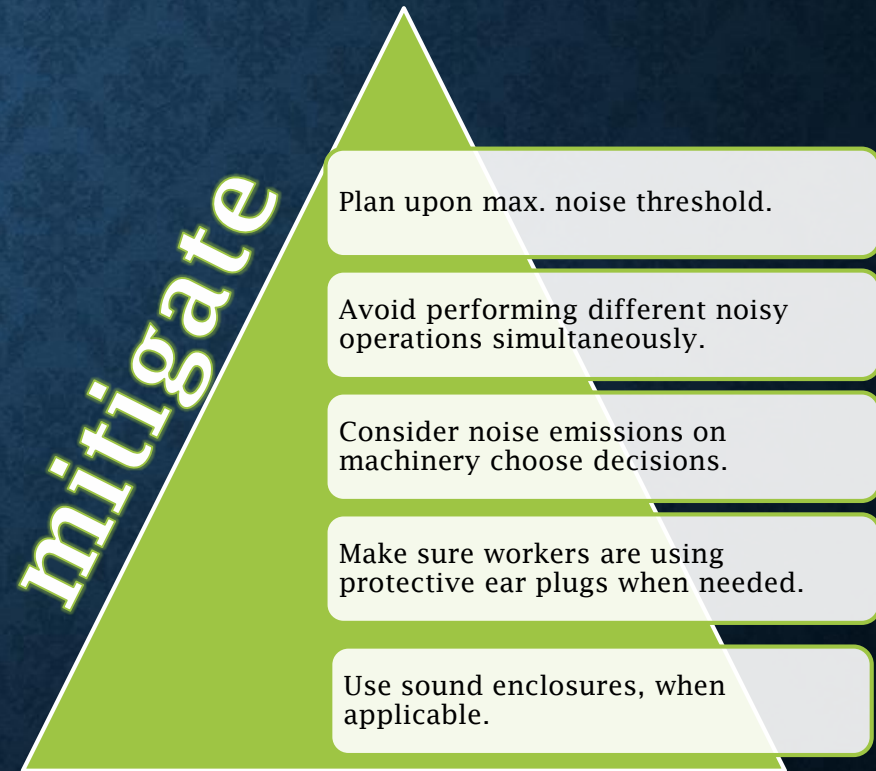 mitigate
Plan upon max. noise threshold.
Avoid performing different noisy
operations simultaneously.
Consider noise emissions on
machinery choose decisions.
Make sure workers are using
protective ear plugs when needed.
Use sound enclosures, when
applicable.